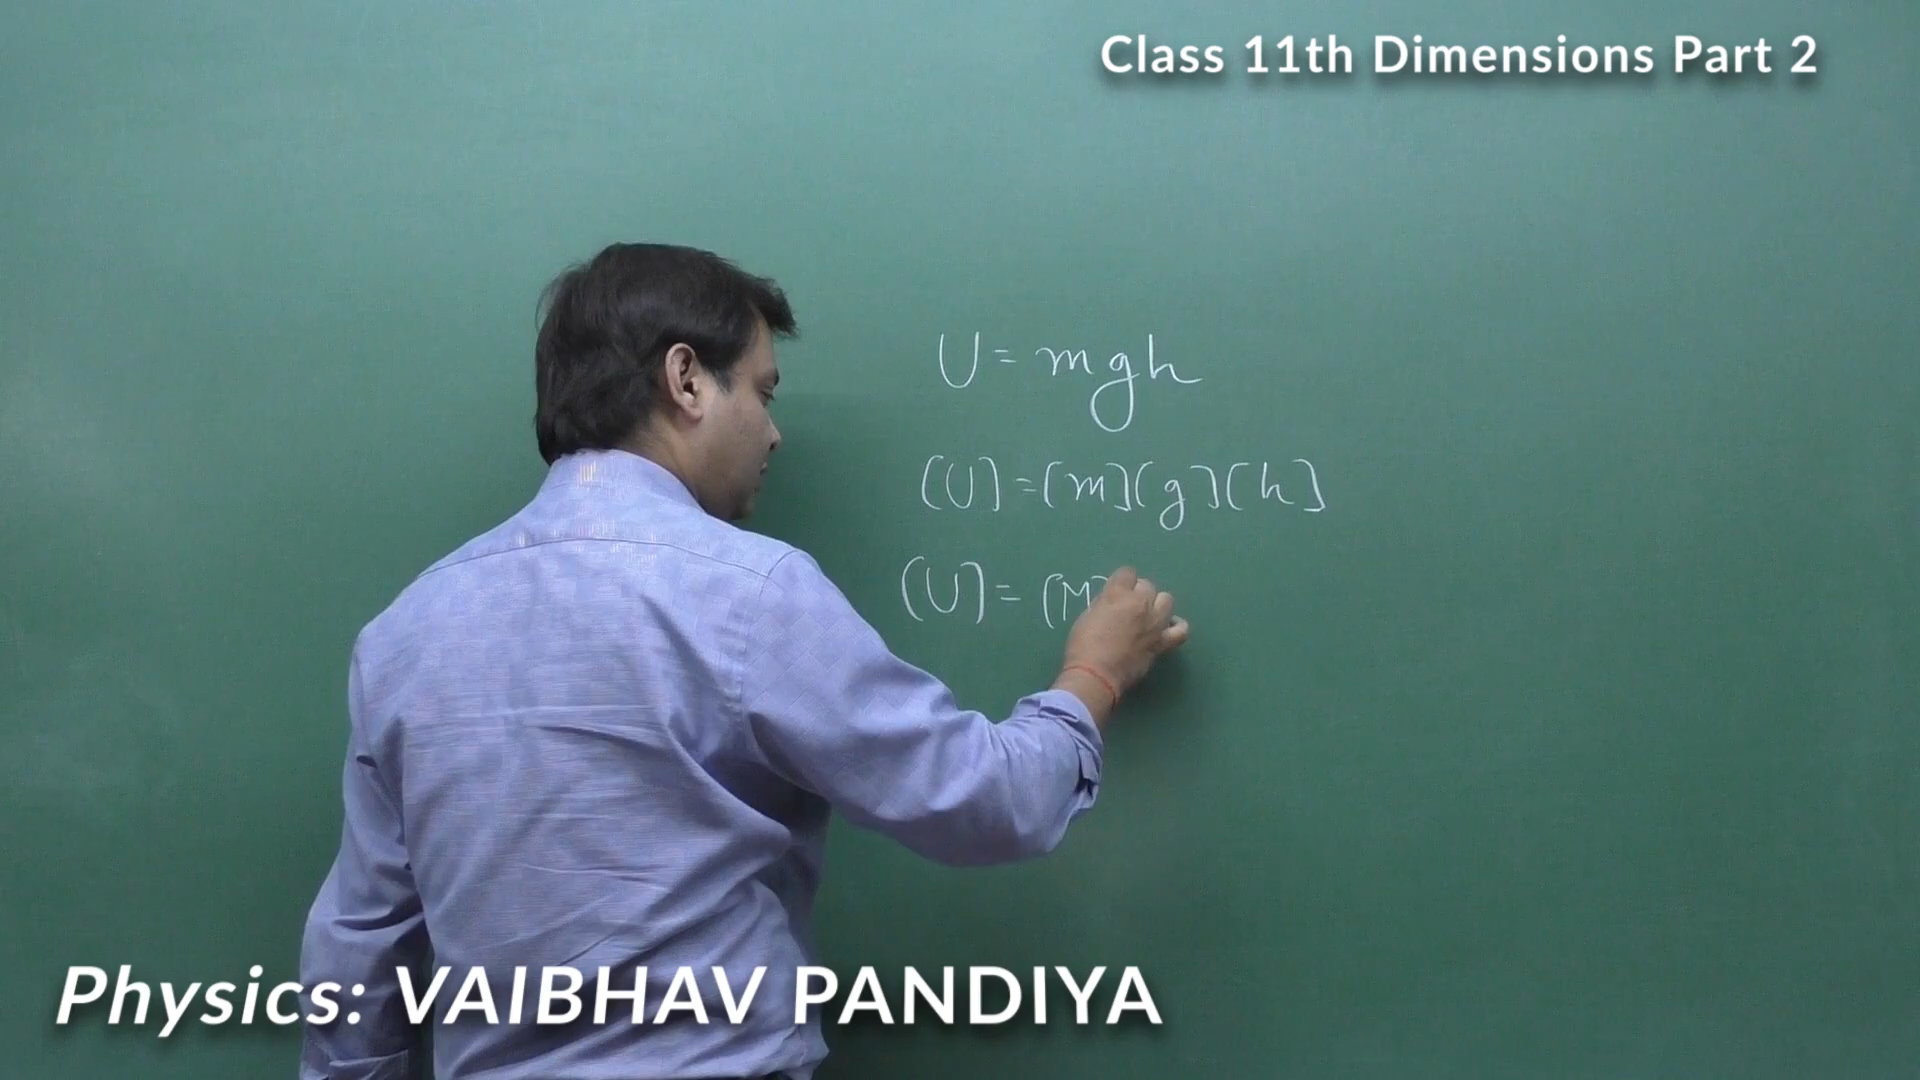 Class 11th Dimensions Part 2
U = mgh
[U] = [m][g][h]
[U] = [M]
Physics: VAIBHAV PANDIYA